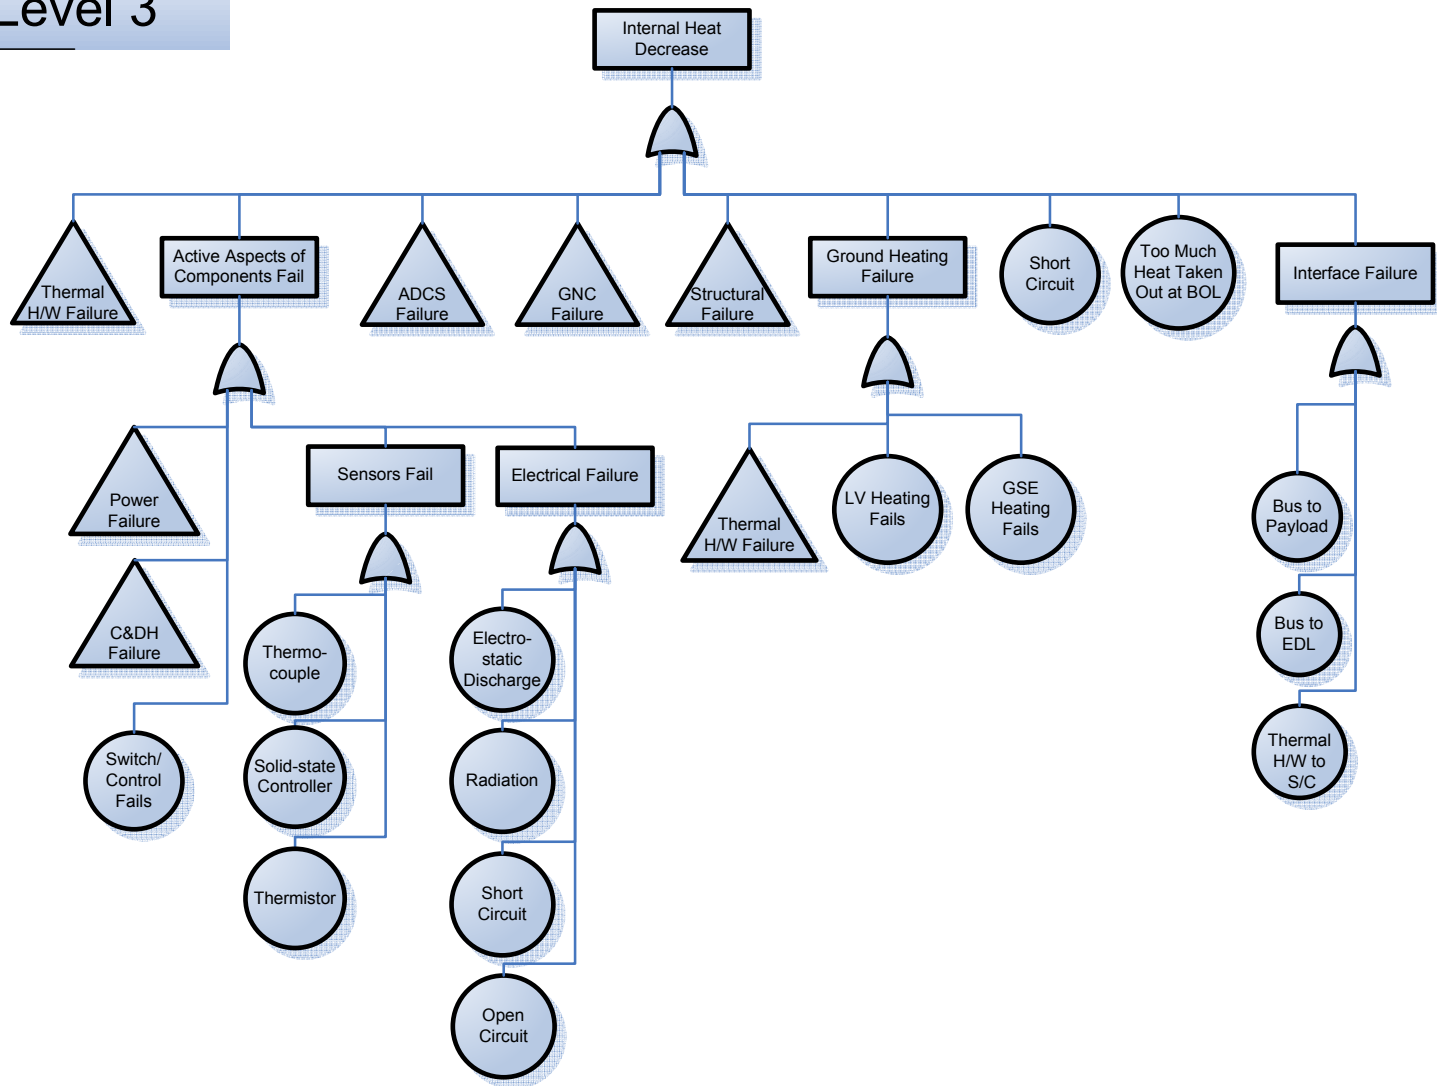 Level 3
Internal Heat
Decrease
Thermal
H/W Failure
Active Aspects of
Components Fail
ADCS
Failure
GNC
Failure
Structural
Failure
Ground Heating
Failure
Short
Circuit
Too Much
Heat Taken
Out at BOL
Interface Failure
Power
Failure
C&DH
Failure
Switch/
Control
Fails
Sensors Fail
Thermo-
couple
Solid-state
Controller
Thermistor
Electrical Failure
Electro-
static
Discharge
Radiation
Short
Circuit
Open
Circuit
Thermal
H/W Failure
LV Heating
Fails
GSE
Heating
Fails
Bus to
Payload
Bus to
EDL
Thermal
H/W to
S/C